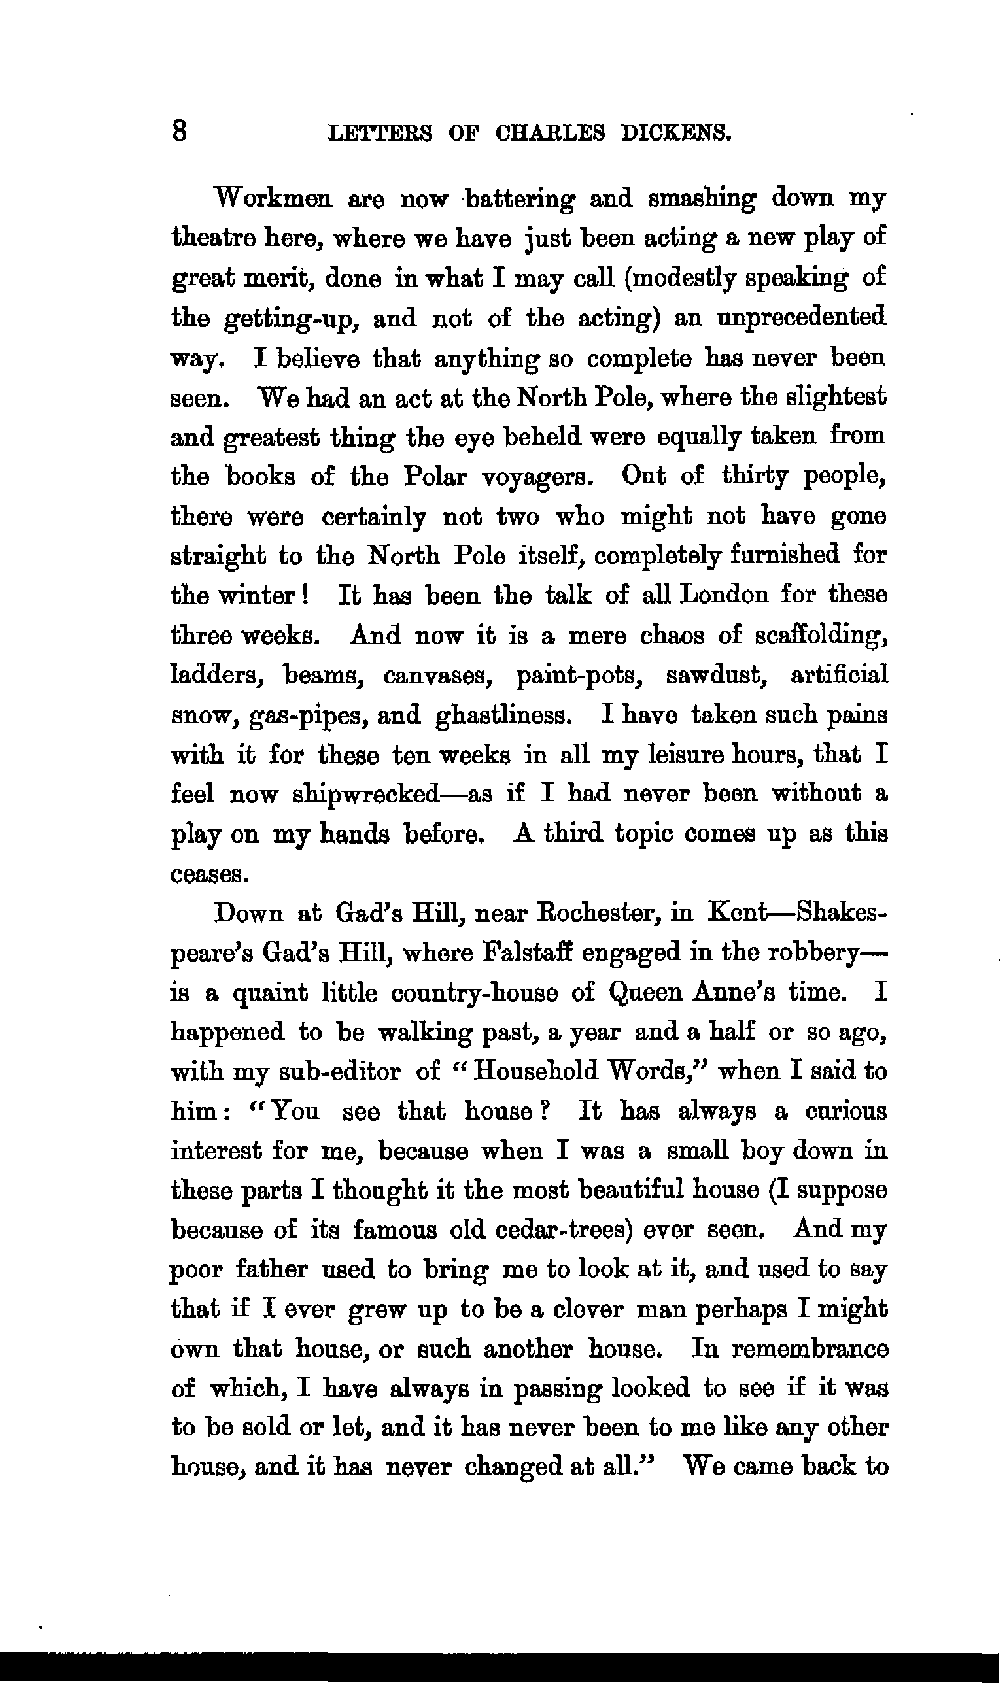 8 LETTERS OF CHARLES DICKENS.
Workmen are now battering and smashing down my
theatre here, where we have just been acting a new play of
great merit, done in what I may call (modestly speaking of
the getting-up, and not of the acting) an unprecedented
way. I believe that anything so complete has never been
seen. We had an act at the North Pole, where the slightest
and greatest thing the eye beheld were equally taken from
the books of the Polar voyagers. Out of thirty people,
there were certainly not two who might not have gone
straight to the North Pole itself, completely furnished for
the winter! It has been the talk of all London for these
three weeks. And now it is a mere chaos of scaffolding,
ladders, beams, canvases, paint-pots, sawdust, artificial
snow, gas-pipes, and ghastliness. I have taken such pains
with it for these ten weeks in all my leisure hours, that I
feel now shipwrecked—as if I had never been without a
play on my hands before. A third topic comes up as this
ceases.
Down at Gad's Hill, near Rochester, in Kent—Shakes-
peare's Gad's Hill, where Falstaff engaged in the robbery—
is a quaint little country-house of Queen Anne's time. I
happened to be walking past, a year and a half or so ago,
with my sub-editor of "Household Words," when I said to
him: "You see that house? It has always a curious
interest for me, because when I was a small boy down in
these parts I thought it the most beautiful house (I suppose
because of its famous old cedar-trees) ever seen. And my
poor father used to bring me to look at it, and used to say
that if I ever grew up to be a clever man perhaps I might
own that house, or such another house. In remembrance
of which, I have always in passing looked to see if it was
to be sold or let, and it has never been to me like any other
house, and it has never changed at all." We came back to